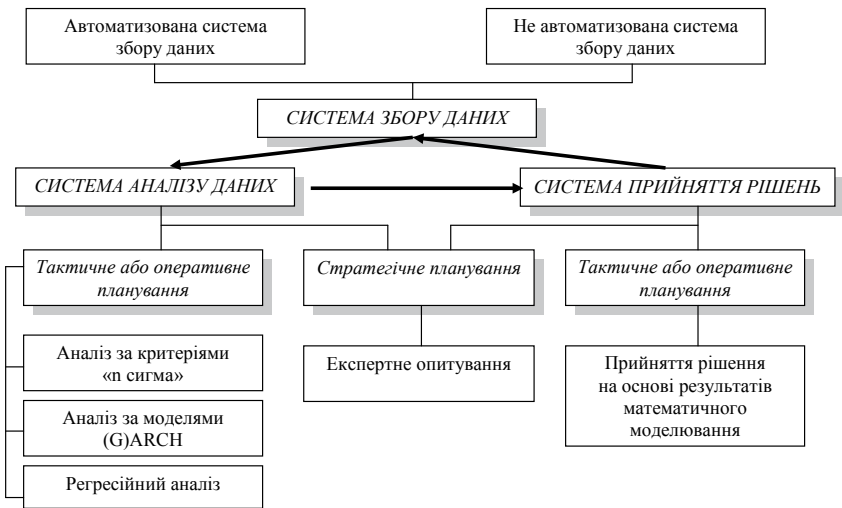 Автоматизована система
збору даних
Не автоматизована система
збору даних
СИСТЕМА ЗБОРУ ДАНИХ
СИСТЕМА АНАЛІЗУ ДАНИХ
СИСТЕМА ПРИЙНЯТТЯ РІШЕНЬ
Тактичне або оперативне
планування
Стратегічне планування
Тактичне або оперативне
планування
Аналіз за критеріями
«n сигма»
Експертне опитування
Прийняття рішення
на основі результатів
математичного
моделювання
Аналіз за моделями
(G)ARCH
Регресійний аналіз